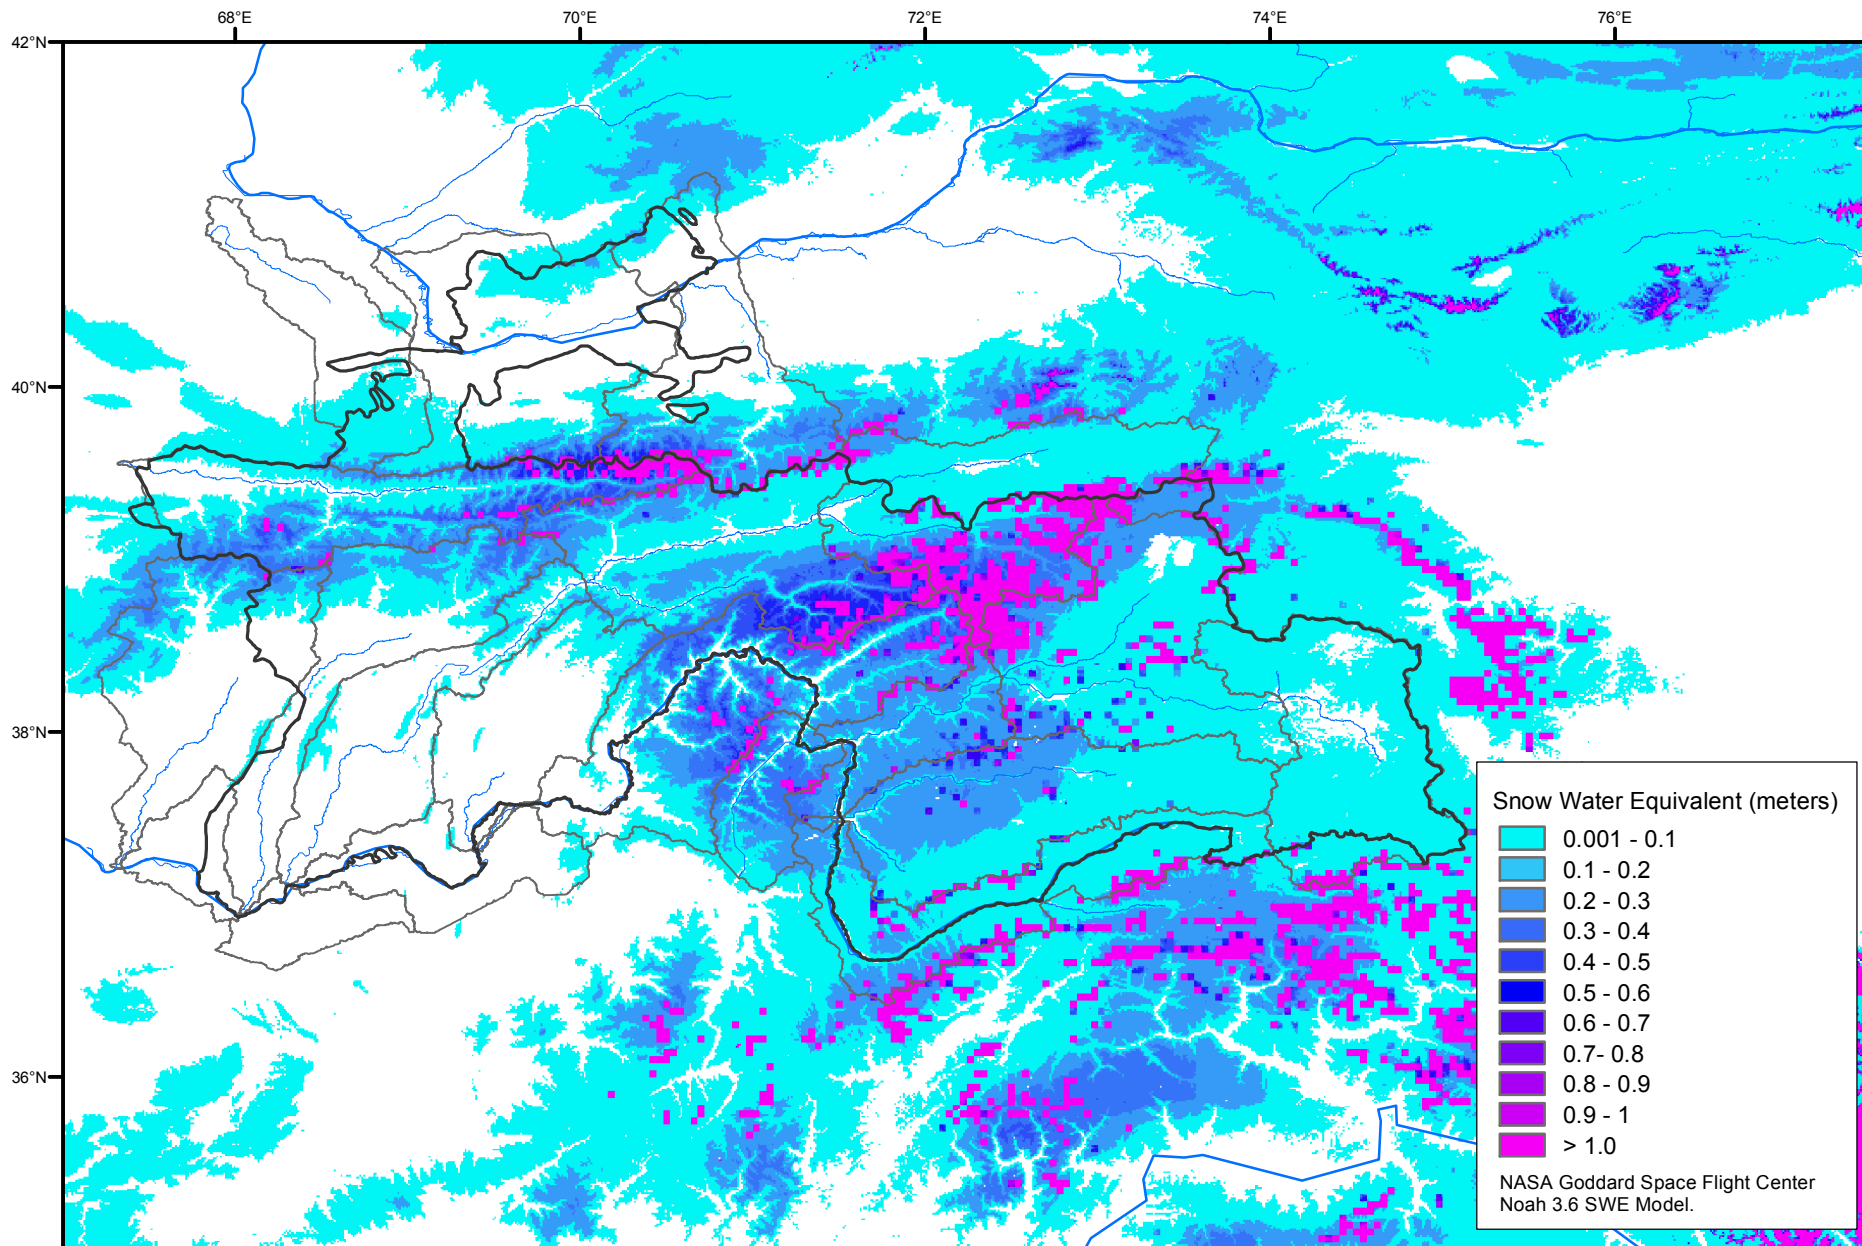 68°E
70°E
72°E
74°E
76°E
42°N
40°N
38°N
36°N
Snow Water Equivalent (meters)
0.001 - 0.1
0.1 - 0.2
0.2 - 0.3
0.3 - 0.4
0.4 - 0.5
0.5 - 0.6
0.6 - 0.7
0.7- 0.8
0.8 - 0.9
0.9 - 1
> 1.0
NASA Goddard Space Flight Center
Noah 3.6 SWE Model.